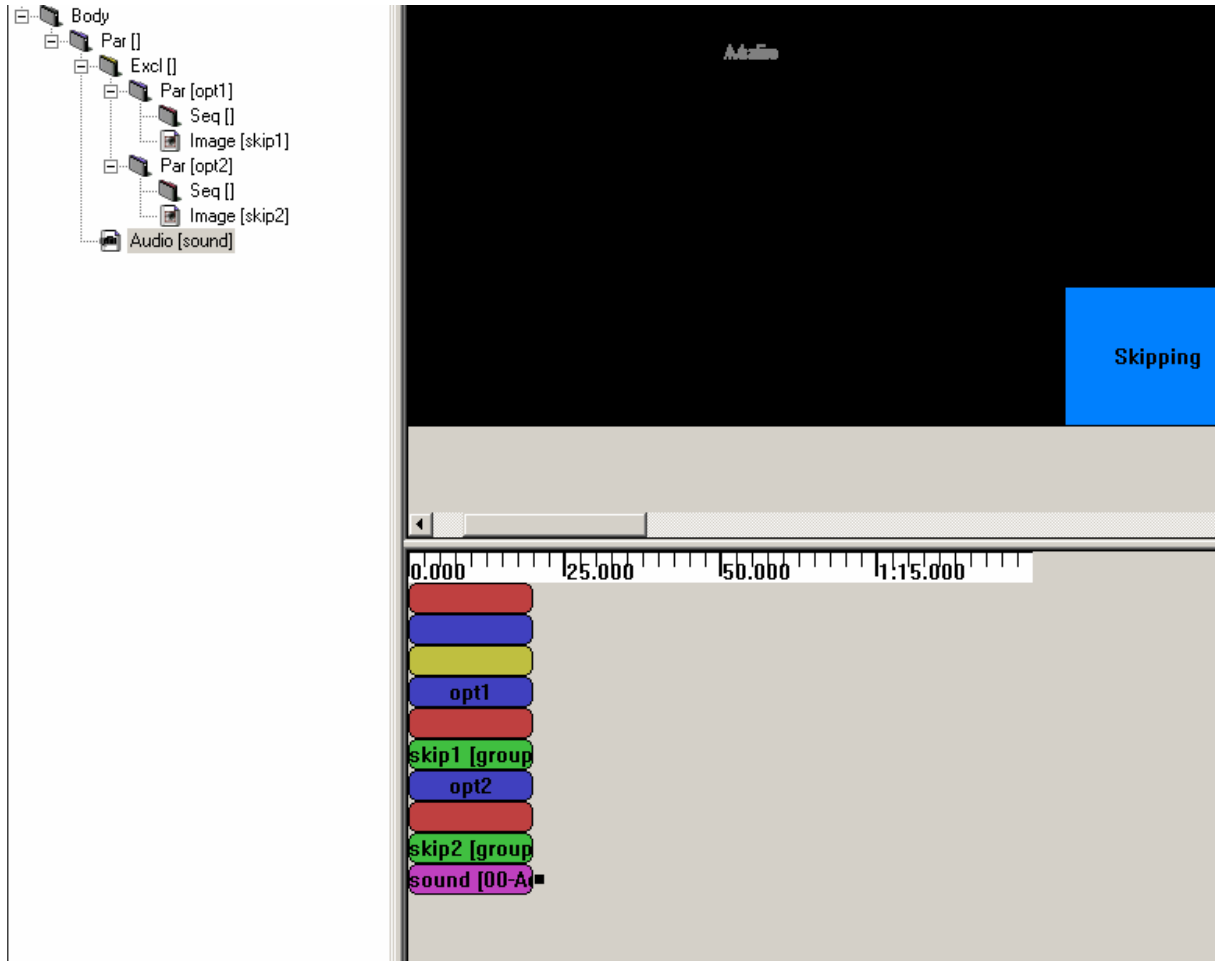 Body
Par []
Excl []
Par [opt1]
Seq []
Image [skip1]
Par [opt2]
Seq []
Image [skip2]
Audio [sound]
Skipping
0.000 25.000 50.000 1:15.000
opt1
skip1 [group
opt2
skip2 [group
sound [00-A